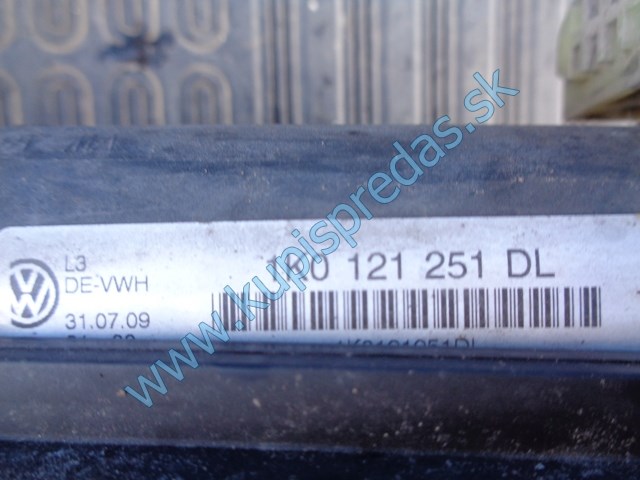 L3
DE-VWH
31.07.09
1K0 121 251 DL
www.kupispredas.sk